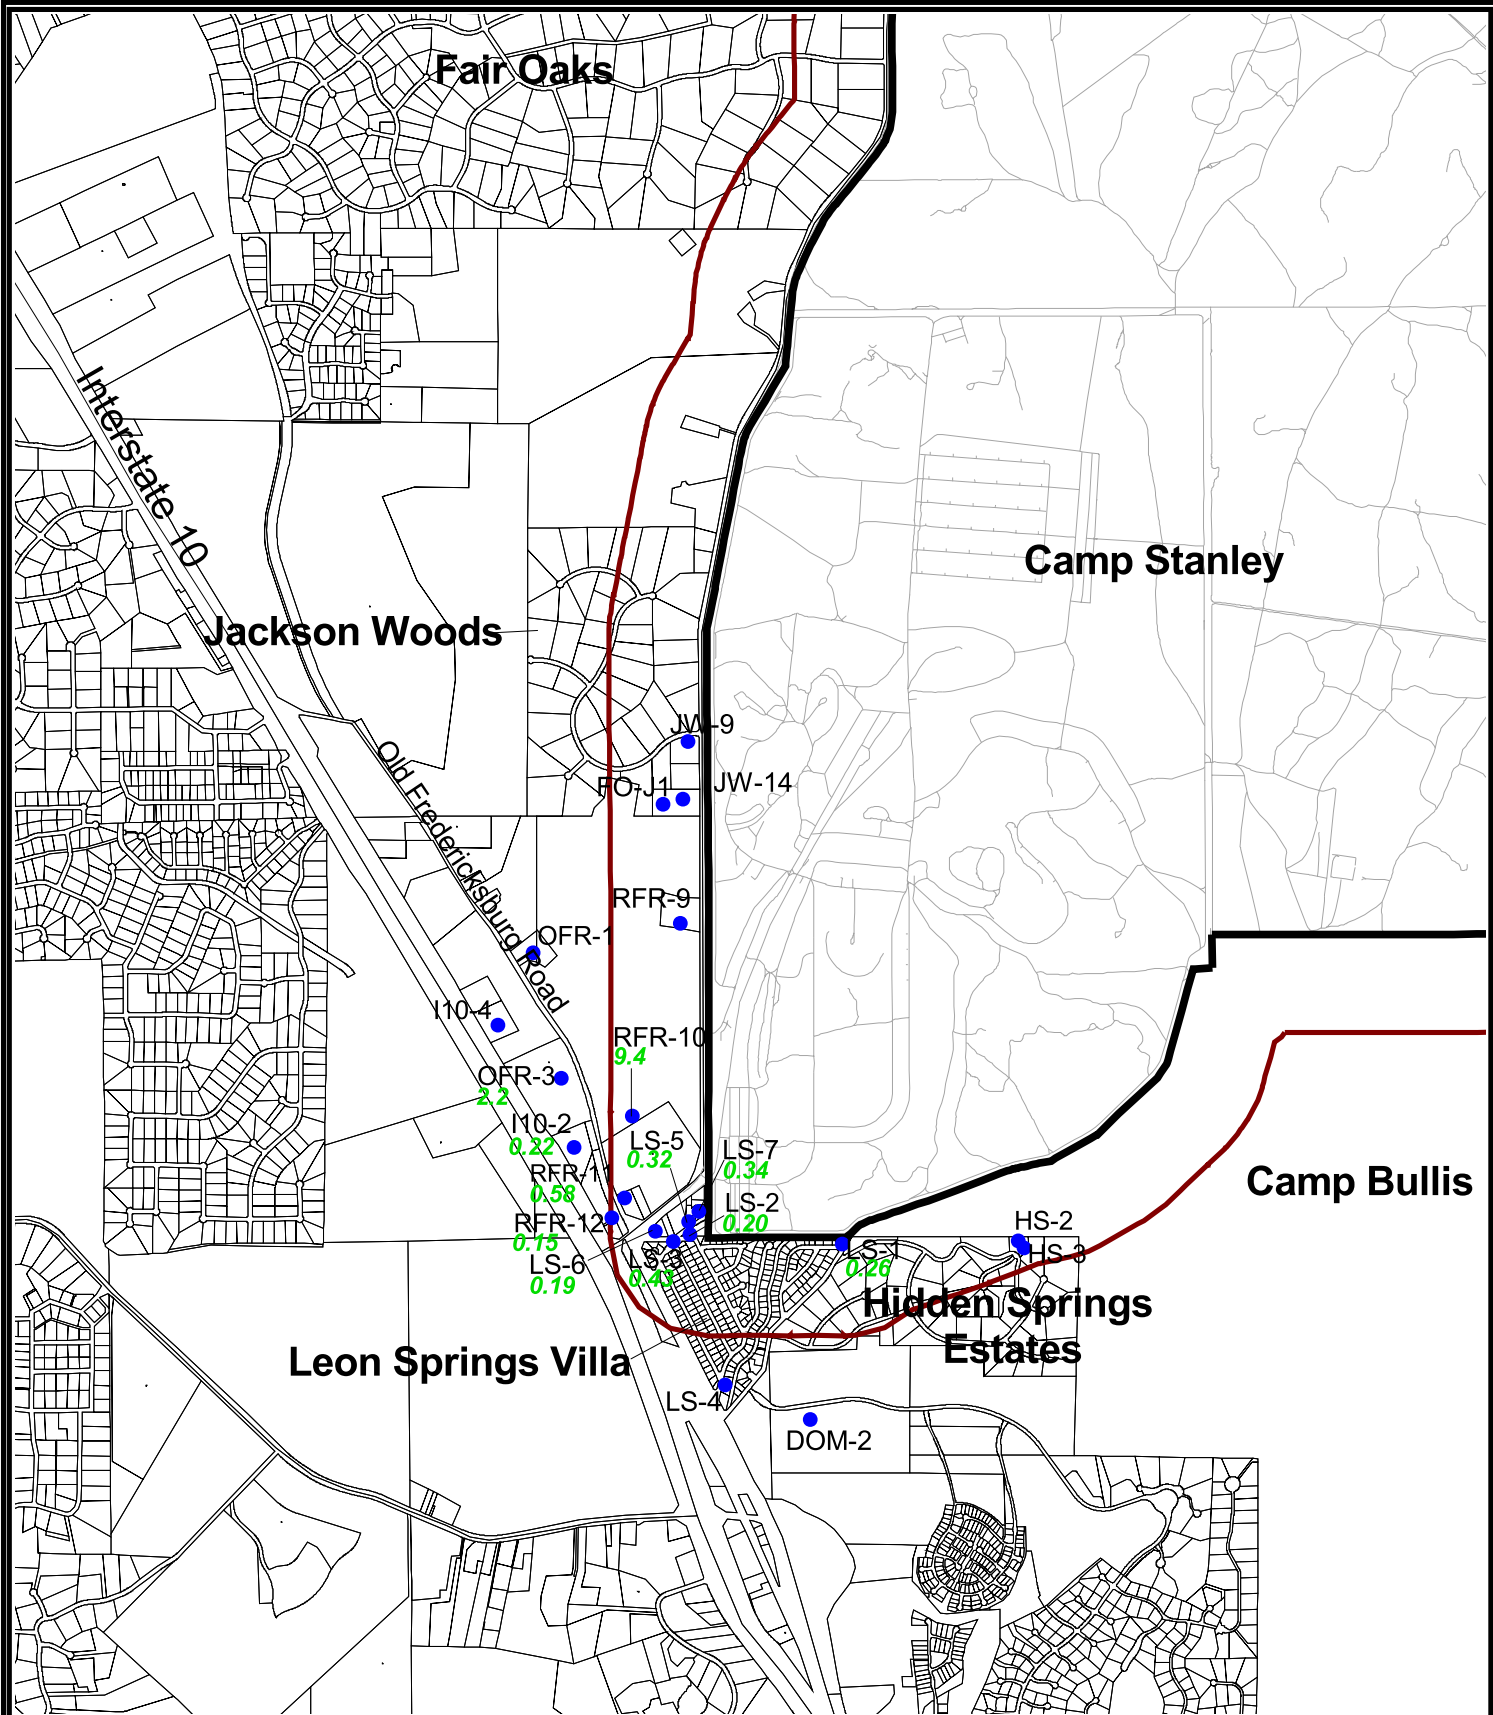 Fair Oaks
Interstate 10
Camp Stanley
Jackson Woods
JW-9
Old Fredericksburg Road
FO-J1
JW-14
RFR-9
OFR-1
I10-4
RFR-10
9.4
OFR-3
2.2
I10-2
0.22
LS-5
0.32
LS-7
0.34
RFR-11
0.58
Camp Bullis
LS-2
0.20
RFR-12
0.15
HS-2
LS-6
0.19
LS-3
0.43
LS-1
0.26
HS-3
Hidden Springs
Estates
Leon Springs Villa
LS-4
DOM-2